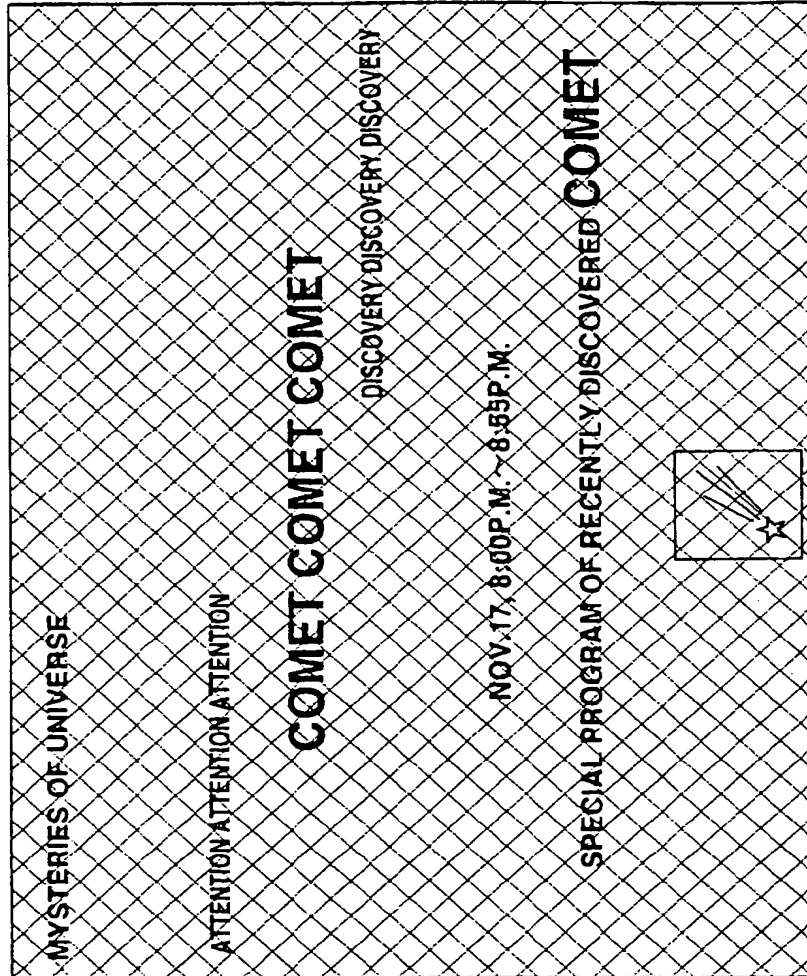 MYSTERIES OF UNIVERSE
ATTENTION ATTENTION ATTENTION
COMET COMET COMET
DISCOVERY DISCOVERY DISCOVERY
NOV.17, 8:00P.M.~8:55P.M.
SPECIAL PROGRAM OF RECENTLY DISCOVERED COMET